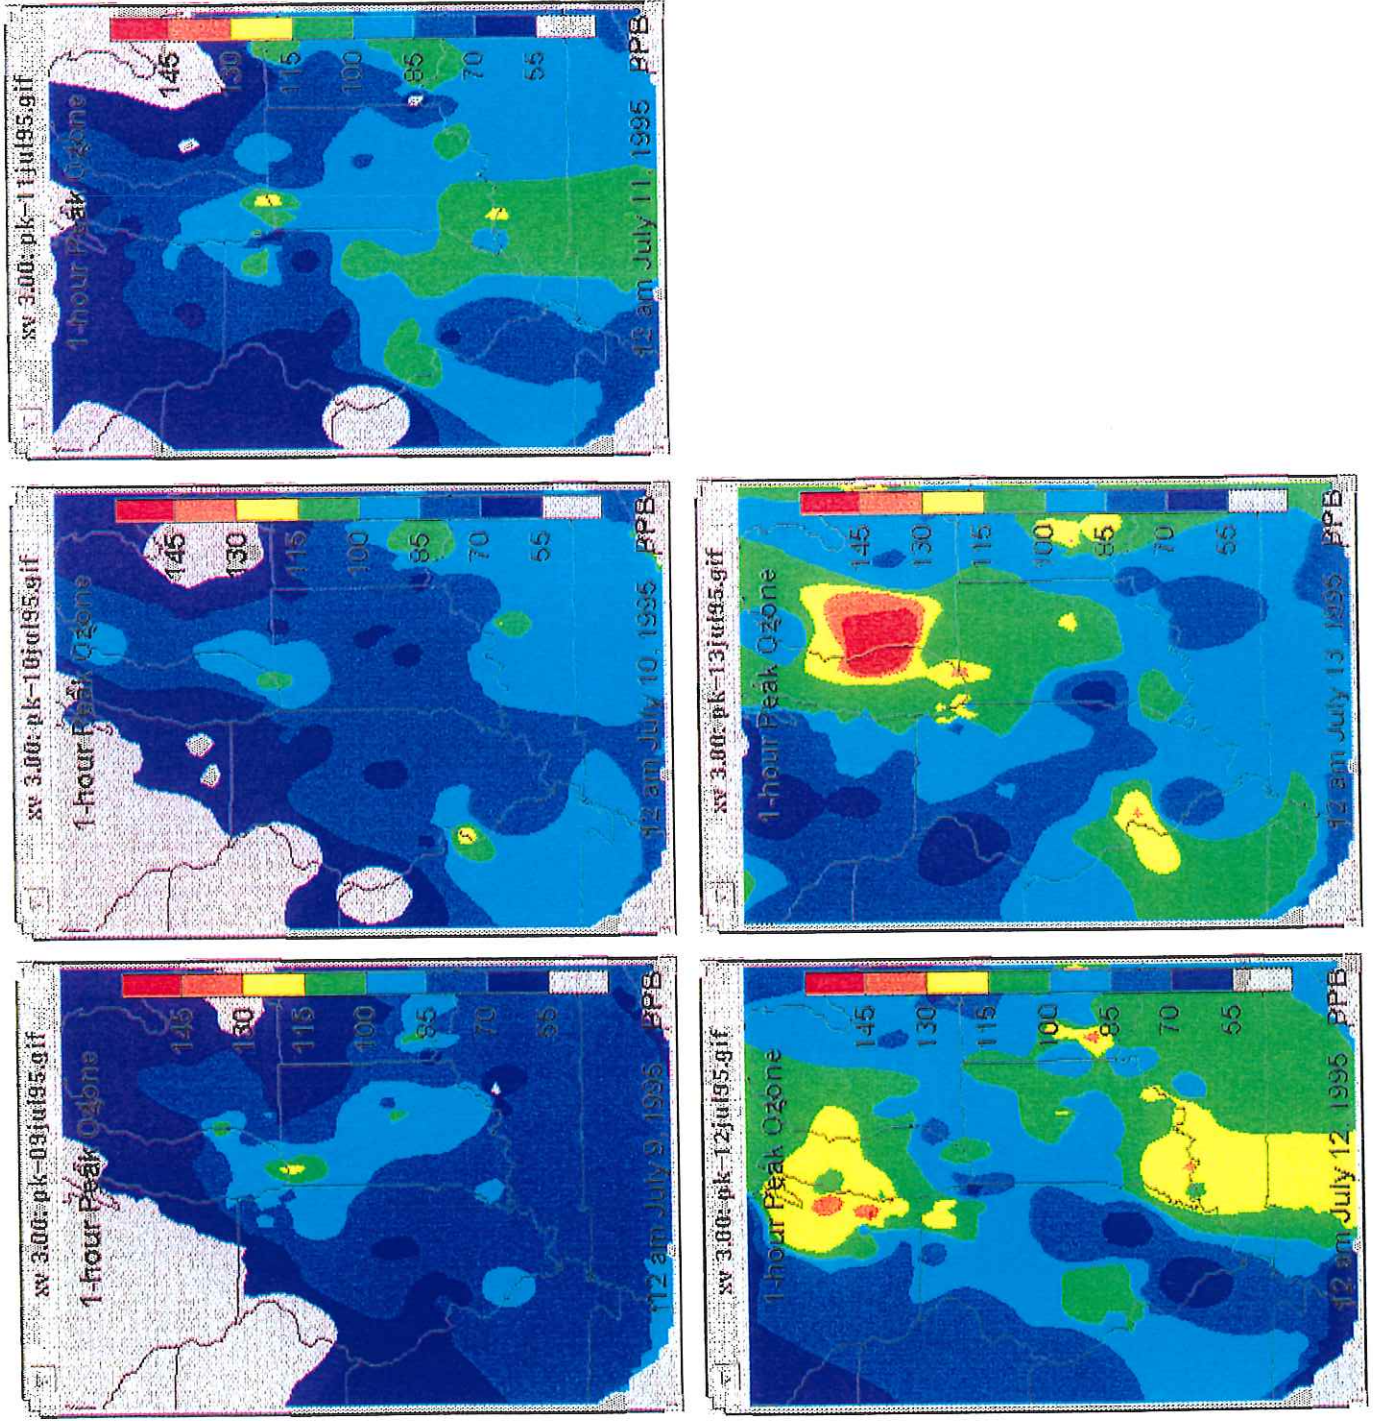 xv 3.00: pk-09jul95.gif
1-hour Peak Ozone
145
130
115
100
85
70
55
12 am July 9, 1995 PPB
xv 3.00: pk-10jul95.gif
1-hour Peak Ozone
145
130
115
100
85
70
55
12 am July 10, 1995 PPB
xv 3.00: pk-11jul95.gif
1-hour Peak Ozone
145
130
115
100
85
70
55
12 am July 11, 1995 PPB
xv 3.00: pk-12jul95.gif
1-hour Peak Ozone
145
130
115
100
85
70
55
12 am July 12, 1995 PPB
xv 3.00: pk-13jul95.gif
1-hour Peak Ozone
145
130
115
100
85
70
55
12 am July 13, 1995 PPB